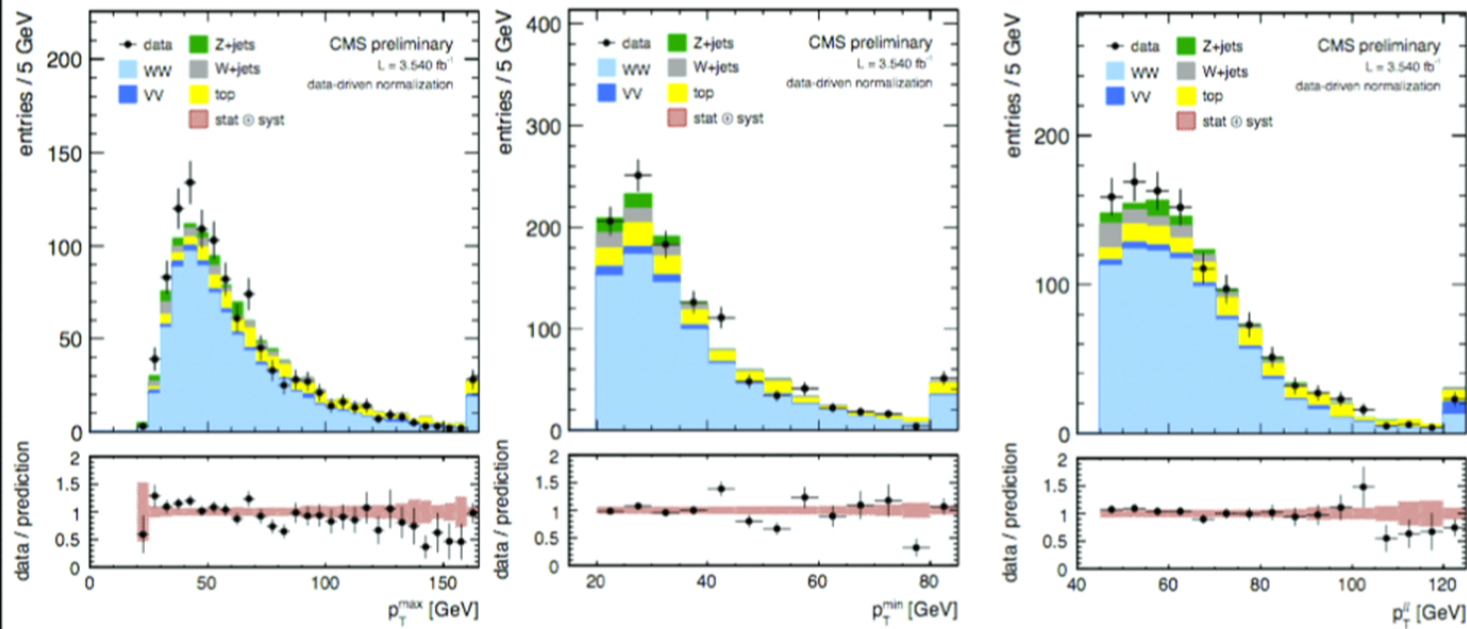 entries / 5 GeV
200
150
100
50
0
data
WW
VV
Z+jets
W+jets
top
stat ⊕ syst
CMS preliminary
L = 3.540 fb⁻¹
data-driven normalization
data / prediction
2
1.5
1
0.5
0
0 50 100 150
p_T^max [GeV]
entries / 5 GeV
400
300
200
100
0
data
WW
VV
Z+jets
W+jets
top
stat ⊕ syst
CMS preliminary
L = 3.540 fb⁻¹
data-driven normalization
data / prediction
2
1.5
1
0.5
0
20 40 60 80
p_T^min [GeV]
entries / 5 GeV
200
100
0
data
WW
VV
Z+jets
W+jets
top
stat ⊕ syst
CMS preliminary
L = 3.540 fb⁻¹
data-driven normalization
data / prediction
2
1.5
1
0.5
0
40 60 80 100 120
p_T^ll [GeV]